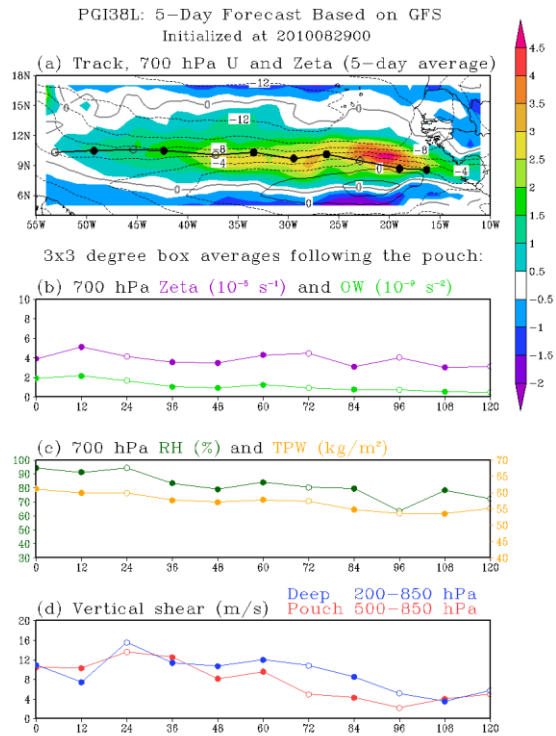 PGI38L: 5-Day Forecast Based on GFS
Initialized at 2010082900
(a) Track, 700 hPa U and Zeta (5-day average)
18N
15N
12N
9N
6N
55W 50W 45W 40W 35W 30W 25W 20W 15W 10W
-12
-12
0
0
-12
-8
-4
-8
0
-4
0
0
4.5
4
3.5
3
2.5
2
1.5
1
0.5
-0.5
-1
-1.5
-2
3x3 degree box averages following the pouch:
(b) 700 hPa Zeta (10⁻⁵ s⁻¹) and OW (10⁻⁹ s⁻²)
10
8
6
4
2
0
0 12 24 36 48 60 72 84 96 108 120
(c) 700 hPa RH (%) and TPW (kg/m²)
100 70
90 65
80 60
70 55
60 50
50 45
40
30 40
0 12 24 36 48 60 72 84 96 108 120
Deep 200-850 hPa
(d) Vertical shear (m/s) Pouch 500-850 hPa
20
16
12
8
4
0
0 12 24 36 48 60 72 84 96 108 120